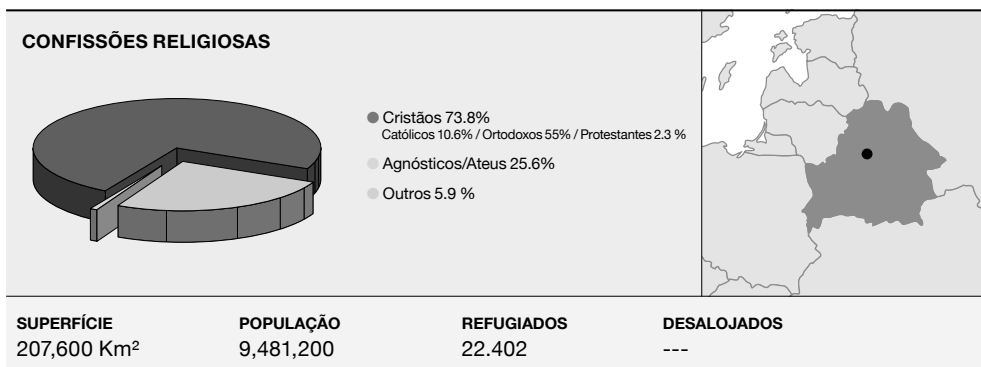 CONFISSÕES RELIGIOSAS
Cristãos 73.8%
Católicos 10.6% / Ortodoxos 55% / Protestantes 2.3 %
Agnósticos/Ateus 25.6%
Outros 5.9 %
SUPERFÍCIE
207,600 Km²
POPULAÇÃO
9,481,200
REFUGIADOS
22.402
DESALOJADOS
---